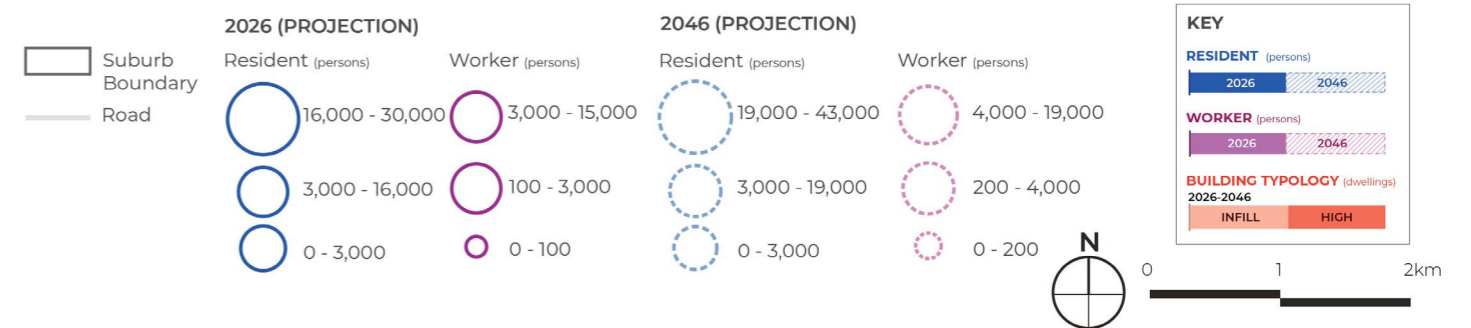 Suburb
Boundary
Road
2026 (PROJECTION)
Resident (persons)
Worker (persons)
16,000 - 30,000
3,000 - 15,000
3,000 - 16,000
100 - 3,000
0 - 3,000
0 - 100
2046 (PROJECTION)
Resident (persons)
Worker (persons)
19,000 - 43,000
4,000 - 19,000
3,000 - 19,000
200 - 4,000
0 - 3,000
0 - 200
N
0 1 2km
KEY
RESIDENT (persons)
2026 2046
WORKER (persons)
2026 2046
BUILDING TYPOLOGY (dwellings)
2026-2046
INFILL HIGH